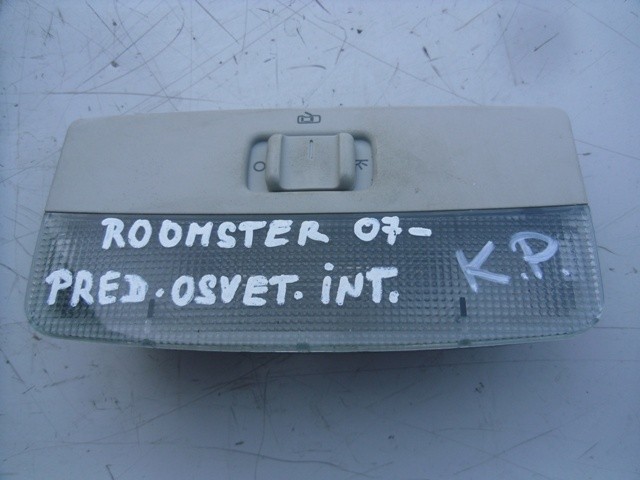 ROOMSTER 07-
PRED. OSVET. INT.
K.P.